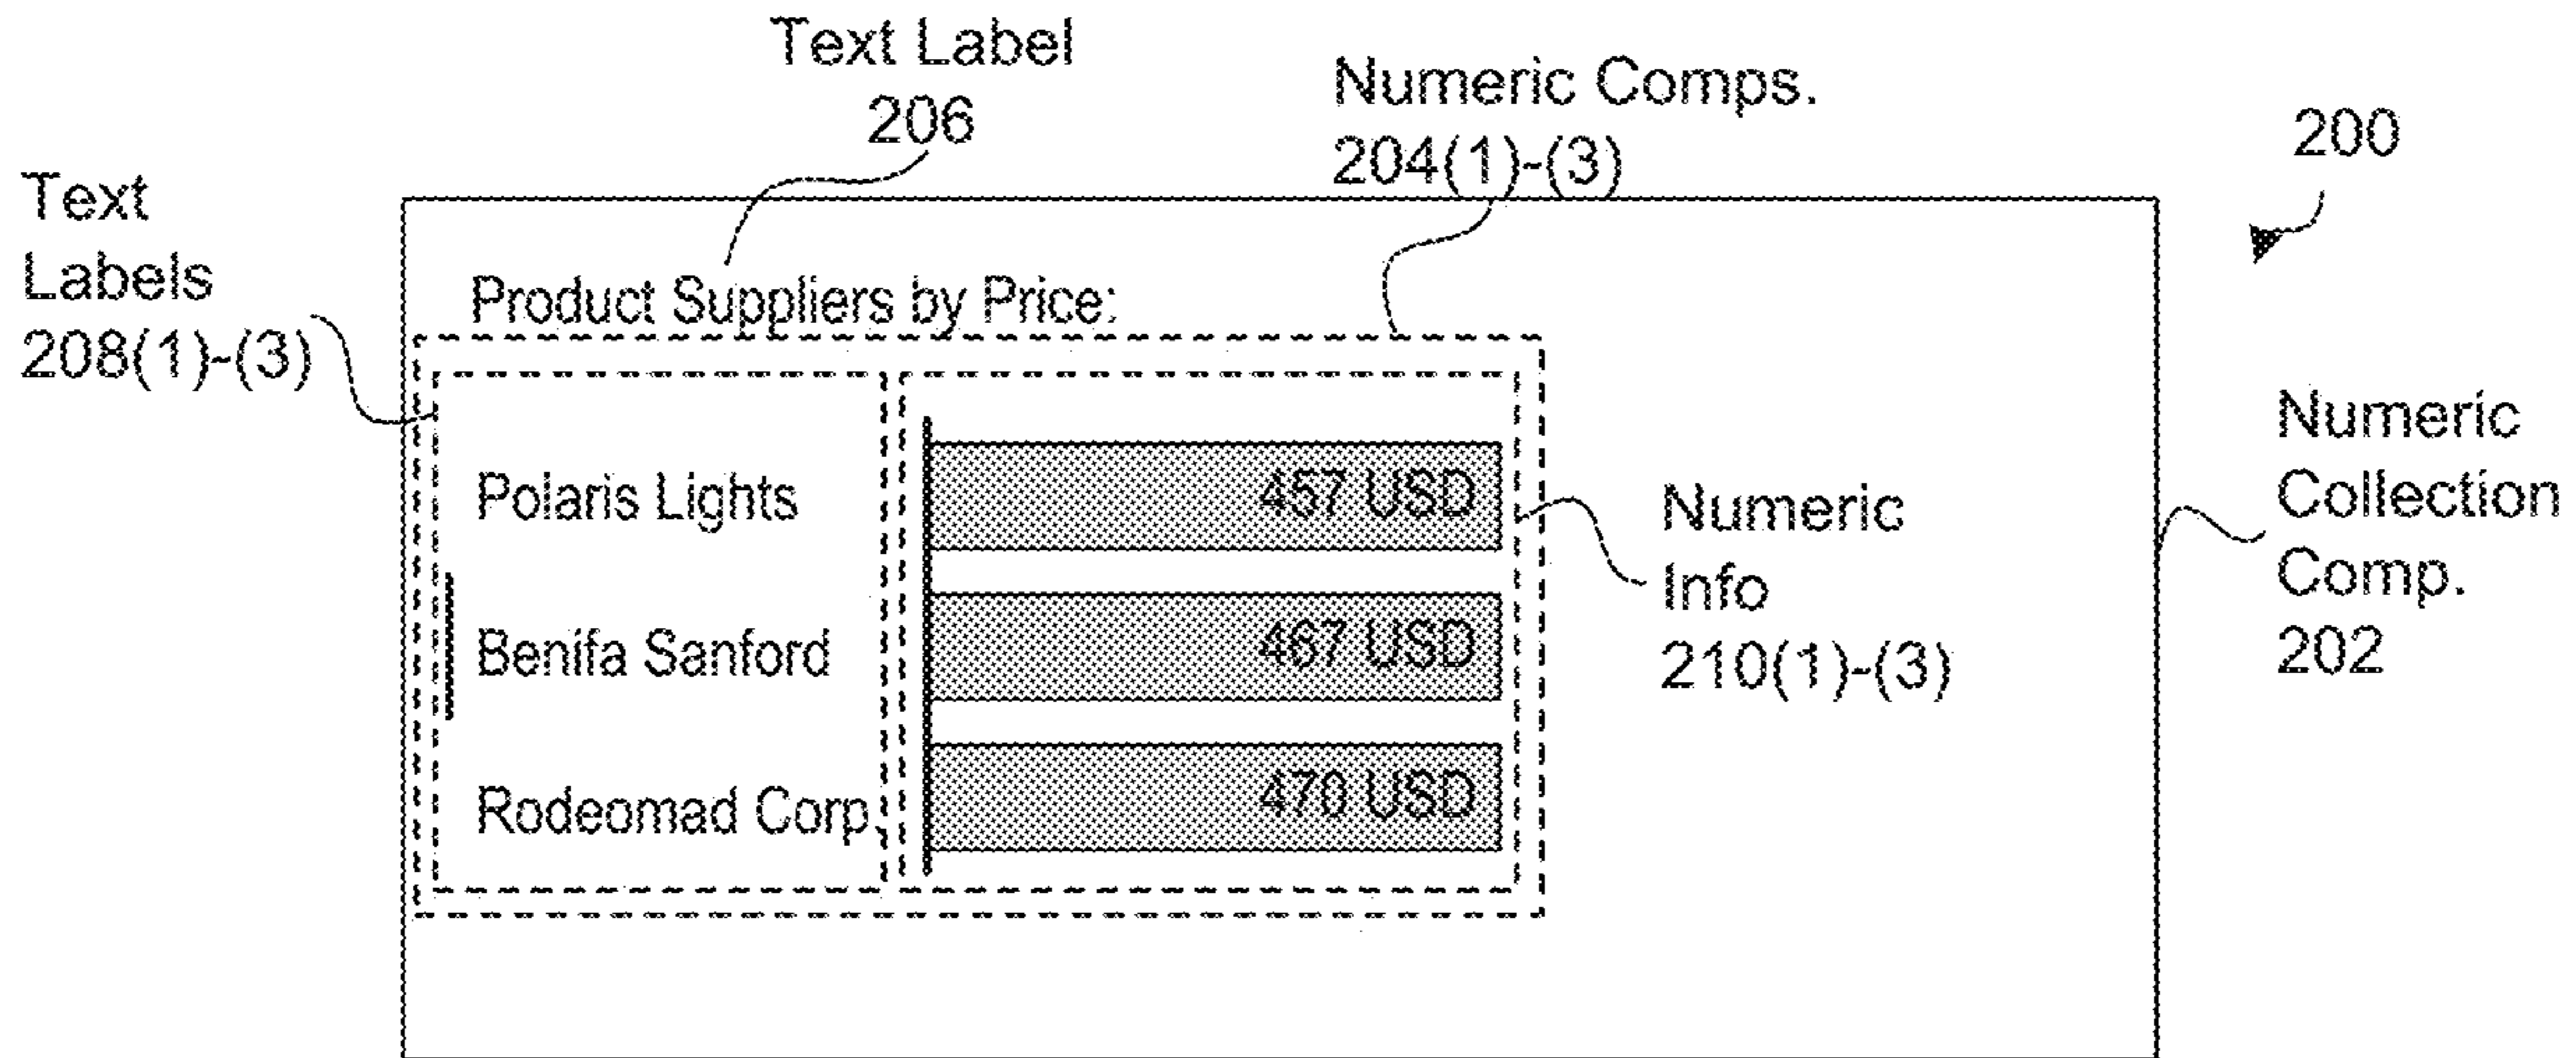 Text Label
206
Numeric Comps.
204(1)-(3)
200
Text
Labels
208(1)-(3)
Product Suppliers by Price:
Polaris Lights
457 USD
Benifa Sanford
467 USD
Rodeomad Corp.
470 USD
Numeric
Info
210(1)-(3)
Numeric
Collection
Comp.
202